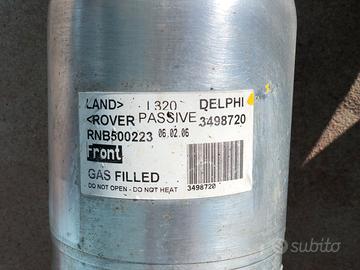 LAND> L320 DELPHI
<ROVER PASSIVE 3498720
RNB500223 06.02.06
Front
GAS FILLED
DO NOT OPEN - DO NOT HEAT 3498720
subito